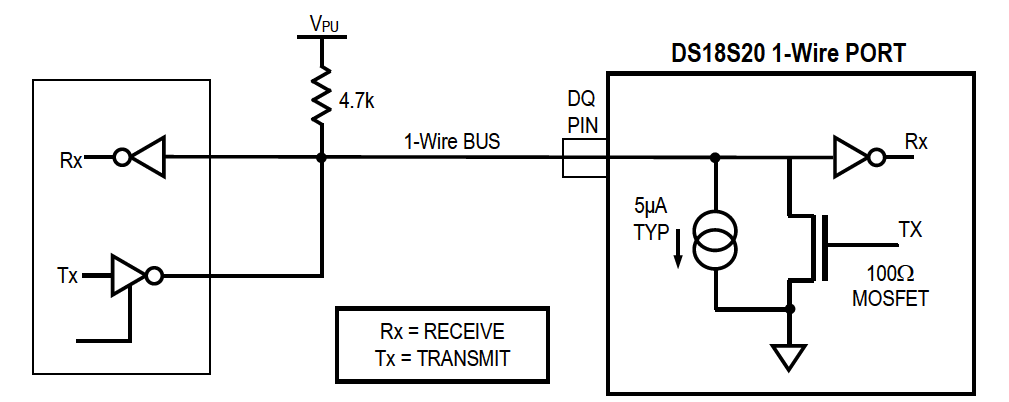 VPU
DS18S20 1-Wire PORT
4.7k
DQ
PIN
1-Wire BUS
Rx
Rx
5µA
TYP
TX
Tx
100Ω
MOSFET
Rx = RECEIVE
Tx = TRANSMIT